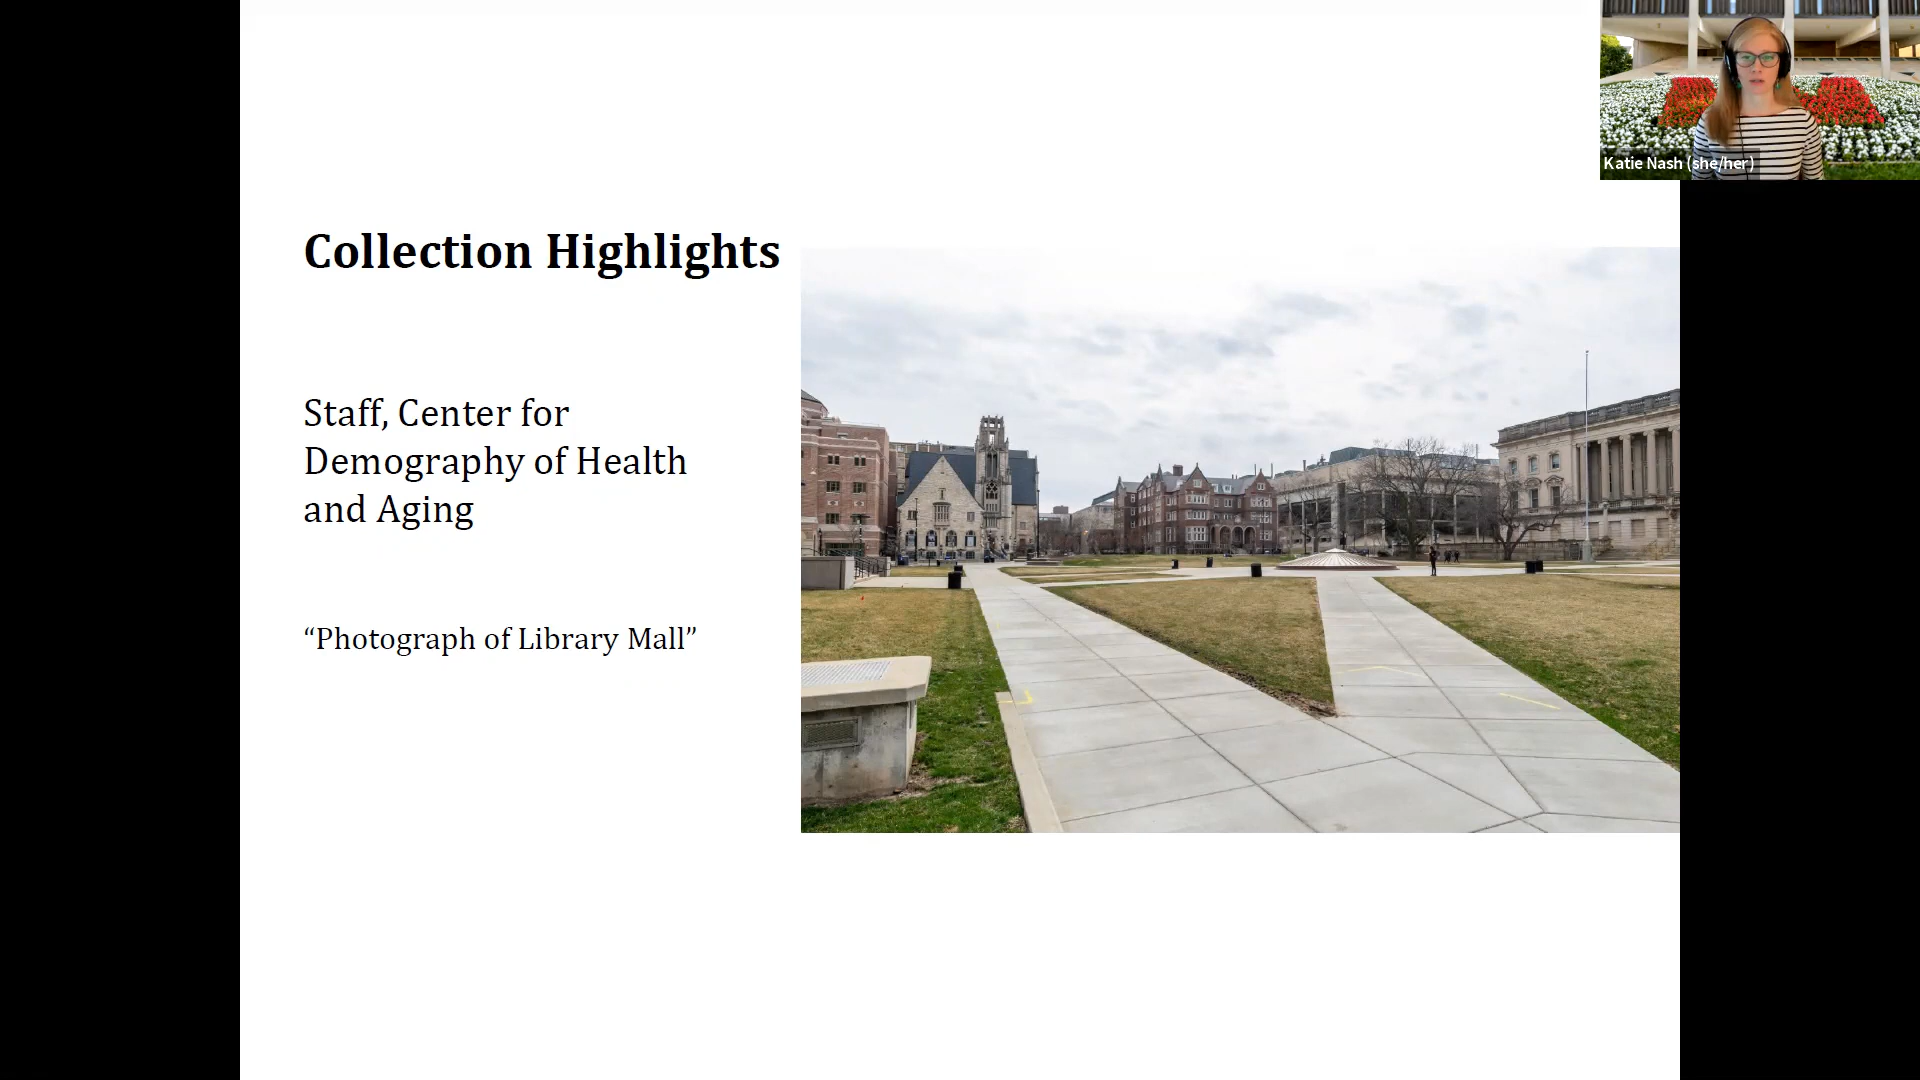 Katie Nash (she/her)
Collection Highlights
Staff, Center for
Demography of Health
and Aging
“Photograph of Library Mall”